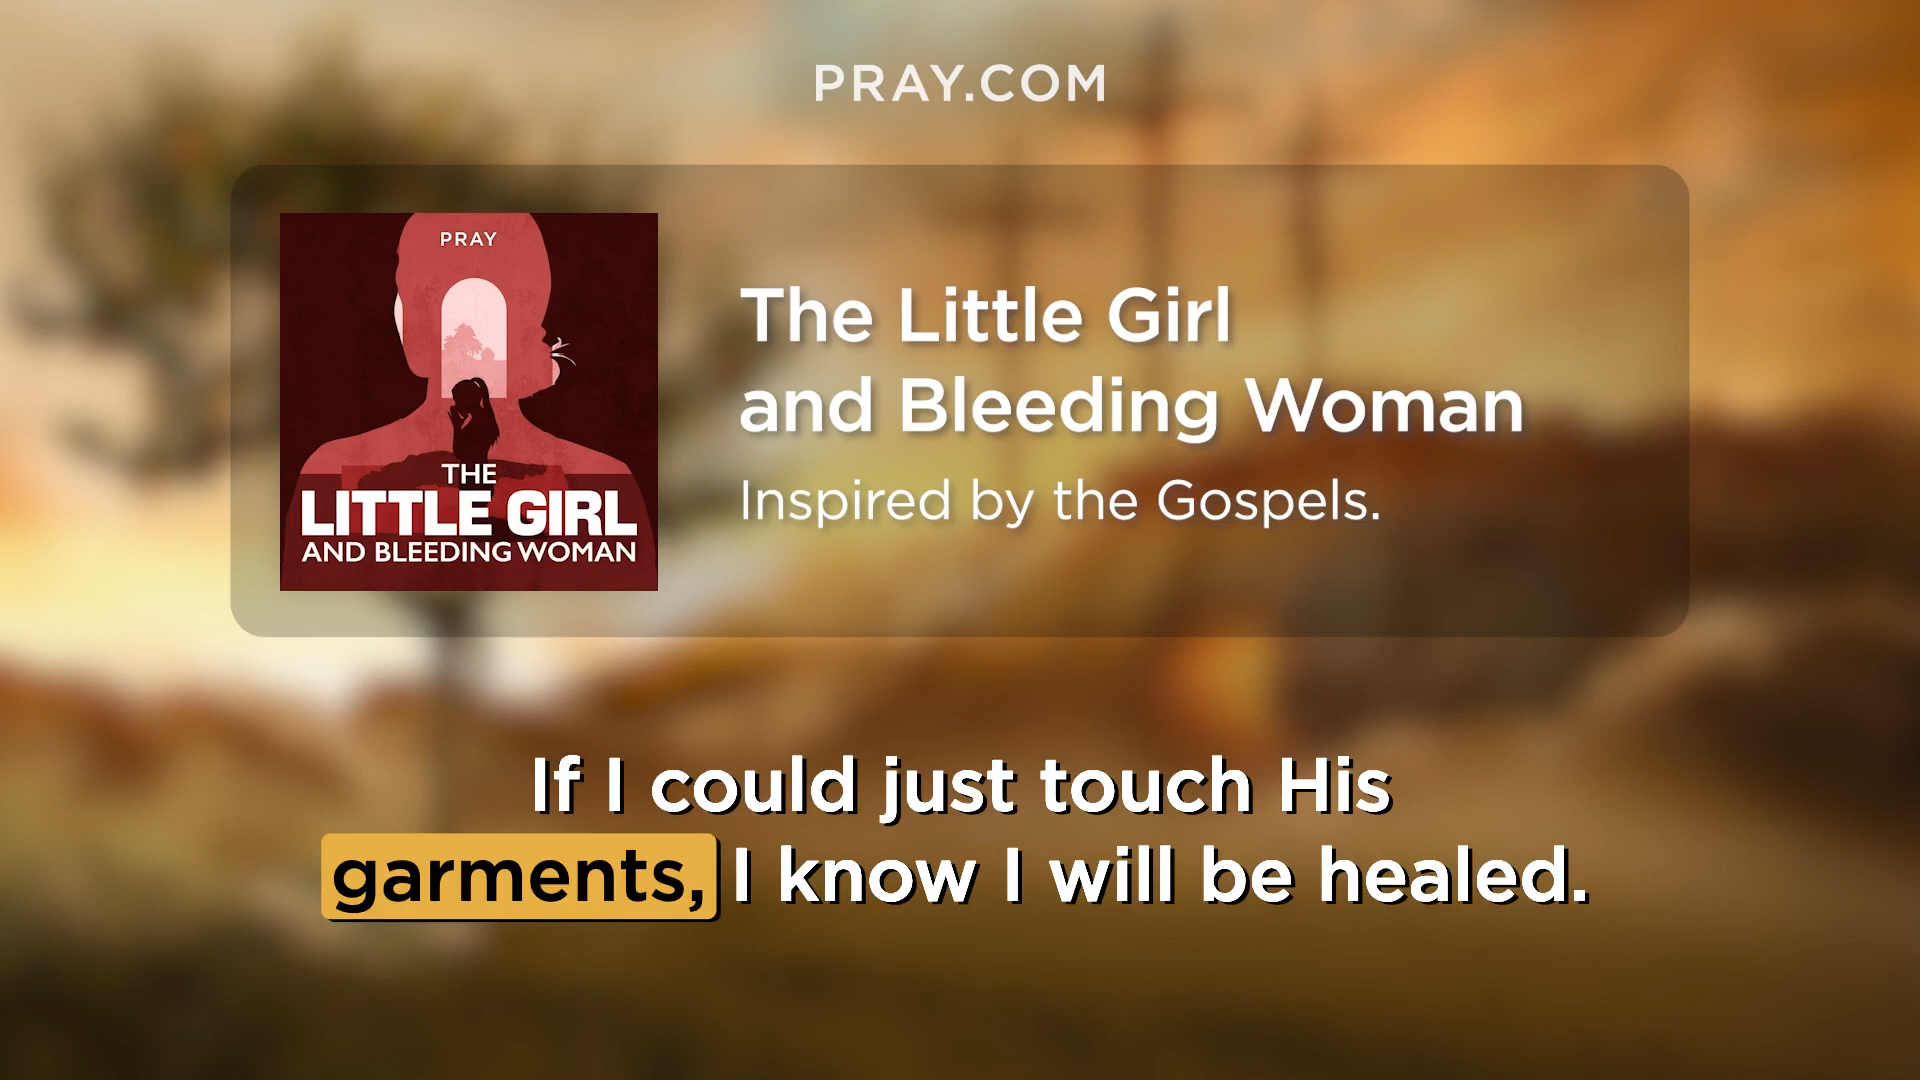 PRAY.COM
PRAY
THE
LITTLE GIRL
AND BLEEDING WOMAN
The Little Girl
and Bleeding Woman
Inspired by the Gospels.
If I could just touch His
garments, I know I will be healed.